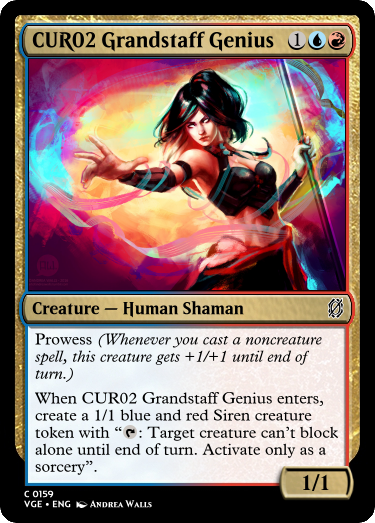 CUR02 Grandstaff Genius 1
Creature — Human Shaman
Prowess (Whenever you cast a noncreature
spell, this creature gets +1/+1 until end of
turn.)
When CUR02 Grandstaff Genius enters,
create a 1/1 blue and red Siren creature
token with “: Target creature can’t block
alone until end of turn. Activate only as a
sorcery”.
1/1
C 0159
VGE • ENG Andrea Walls